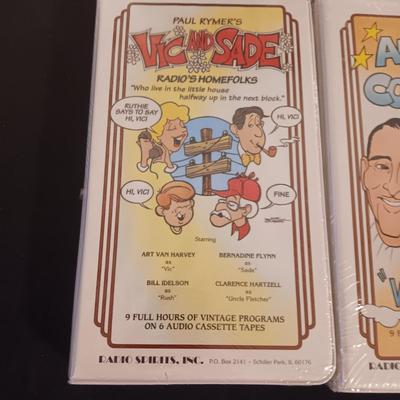 PAUL RYMER'S
VIC AND SADE
RADIO'S HOMEFOLKS
"Who live in the little house
halfway up in the next block."
RUTHIE
SAYS TO SAY
HI, VIC!
HI, VIC!
HI, VIC!
FINE
Starring
ART VAN HARVEY
as
"Vic"
BERNADINE FLYNN
as
"Sade"
BILL IDELSON
as
"Rush"
CLARENCE HARTZELL
as
"Uncle Fletcher"
9 FULL HOURS OF VINTAGE PROGRAMS
ON 6 AUDIO CASSETTE TAPES
RADIO SPIRITS, INC. P.O. Box 2141 - Schiller Park, IL 60176
A
CO
9 F
RADIO